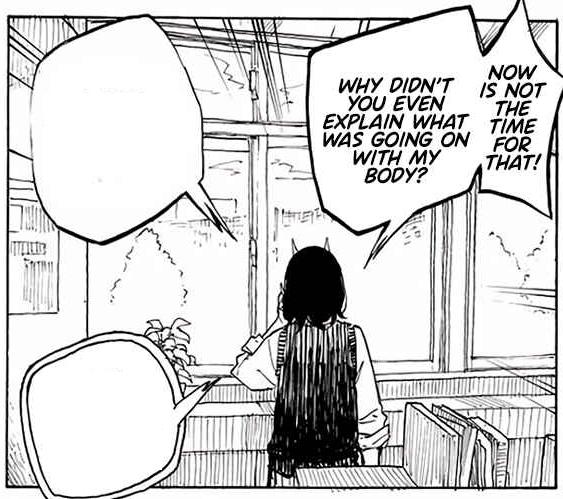 NOW
IS NOT
THE
TIME
FOR
THAT!
WHY DIDN'T
YOU EVEN
EXPLAIN WHAT
WAS GOING ON
WITH MY
BODY?